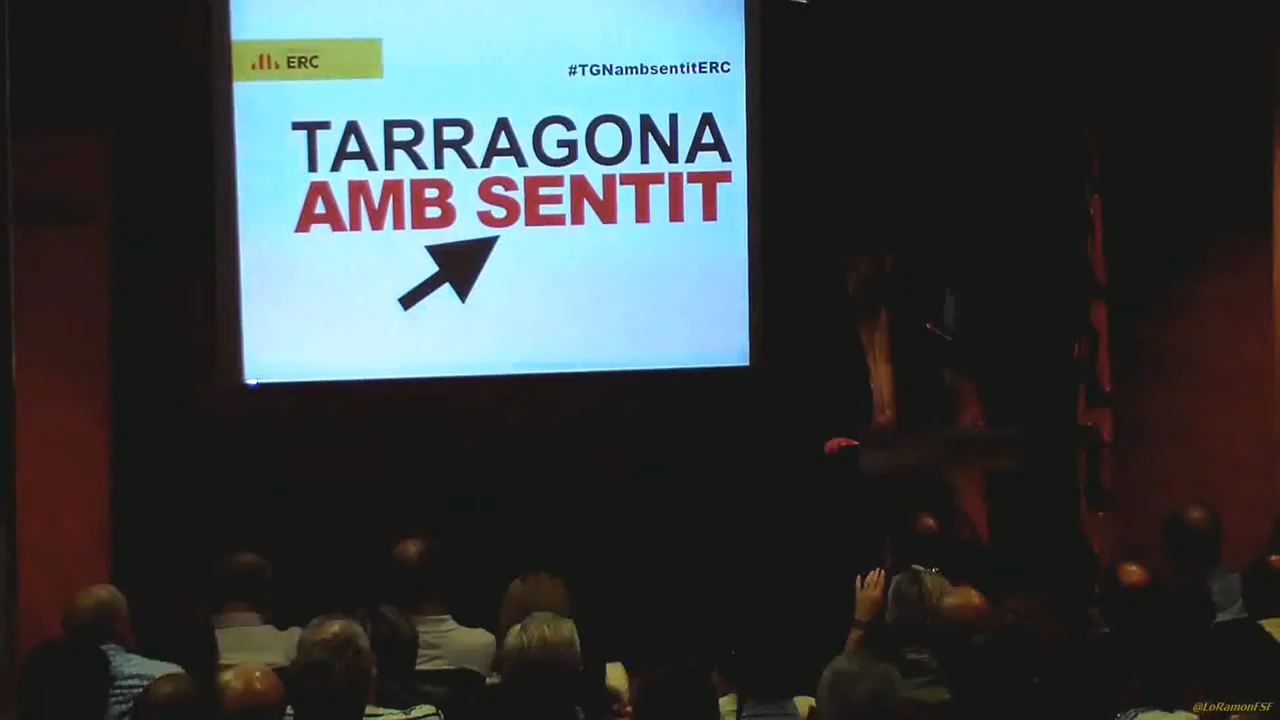 ERC
#TGNambsentitERC
TARRAGONA
AMB SENTIT
@LoRamonFSF